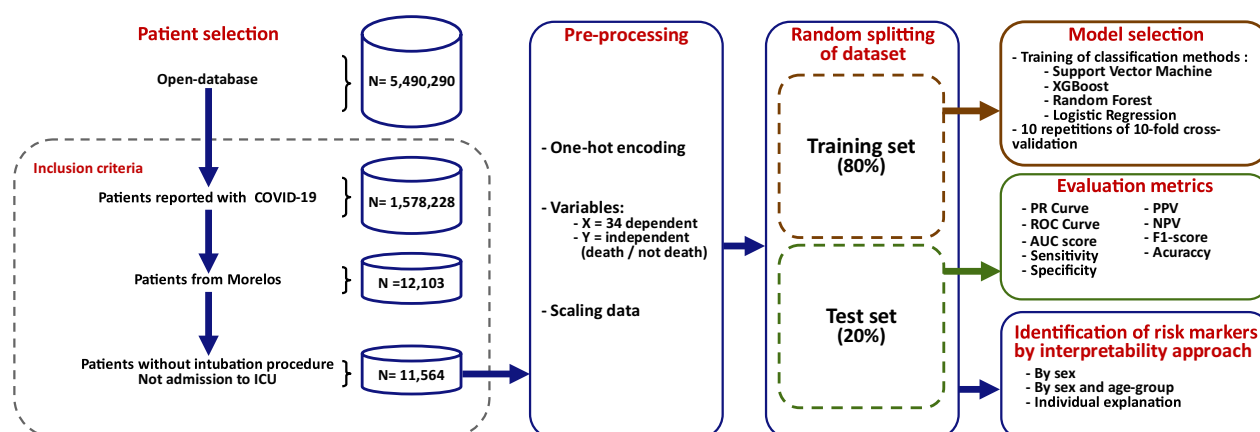 Patient selection
Open-database
N= 5,490,290
Inclusion criteria
Patients reported with COVID-19
N= 1,578,228
Patients from Morelos
N =12,103
Patients without intubation procedure
Not admission to ICU
N= 11,564
Pre-processing
- One-hot encoding
- Variables:
- X = 34 dependent
- Y = independent
(death / not death)
- Scaling data
Random splitting
of dataset
Training set
(80%)
Test set
(20%)
Model selection
- Training of classification methods :
- Support Vector Machine
- XGBoost
- Random Forest
- Logistic Regression
- 10 repetitions of 10-fold cross-
validation
Evaluation metrics
- PR Curve
- ROC Curve
- AUC score
- Sensitivity
- Specificity
- PPV
- NPV
- F1-score
- Acuraccy
Identification of risk markers
by interpretability approach
- By sex
- By sex and age-group
- Individual explanation